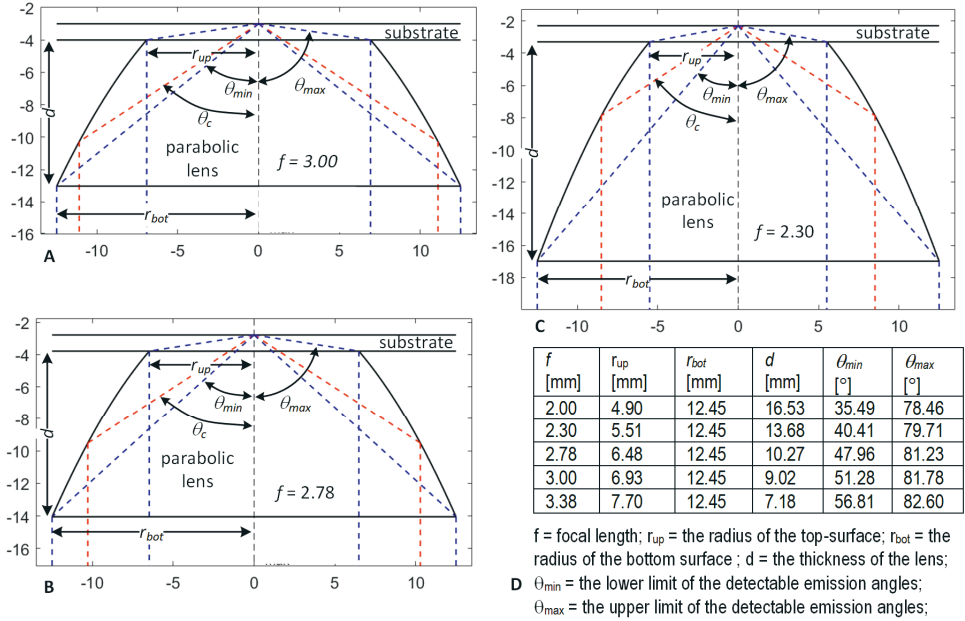 -2
-4
-6
-8
-10
-12
-14
-16
substrate
r_up
θ_min
θ_max
θ_c
d
parabolic
lens
f = 3.00
r_bot
-10 -5 0 5 10
A
-2
-4
-6
-8
-10
-12
-14
-16
substrate
r_up
θ_min
θ_max
θ_c
d
parabolic
lens
f = 2.78
r_bot
-10 -5 0 5 10
B
-2
-4
-6
-8
-10
-12
-14
-16
-18
substrate
r_up
θ_min
θ_max
θ_c
d
parabolic
lens
f = 2.30
r_bot
C
-10 -5 0 5 10
f r_up r_bot d θ_min θ_max
[mm] [mm] [mm] [mm] [°] [°]
2.00 4.90 12.45 16.53 35.49 78.46
2.30 5.51 12.45 13.68 40.41 79.71
2.78 6.48 12.45 10.27 47.96 81.23
3.00 6.93 12.45 9.02 51.28 81.78
3.38 7.70 12.45 7.18 56.81 82.60
f = focal length; r_up = the radius of the top-surface; r_bot = the
radius of the bottom surface ; d = the thickness of the lens;
D θ_min = the lower limit of the detectable emission angles;
θ_max = the upper limit of the detectable emission angles;